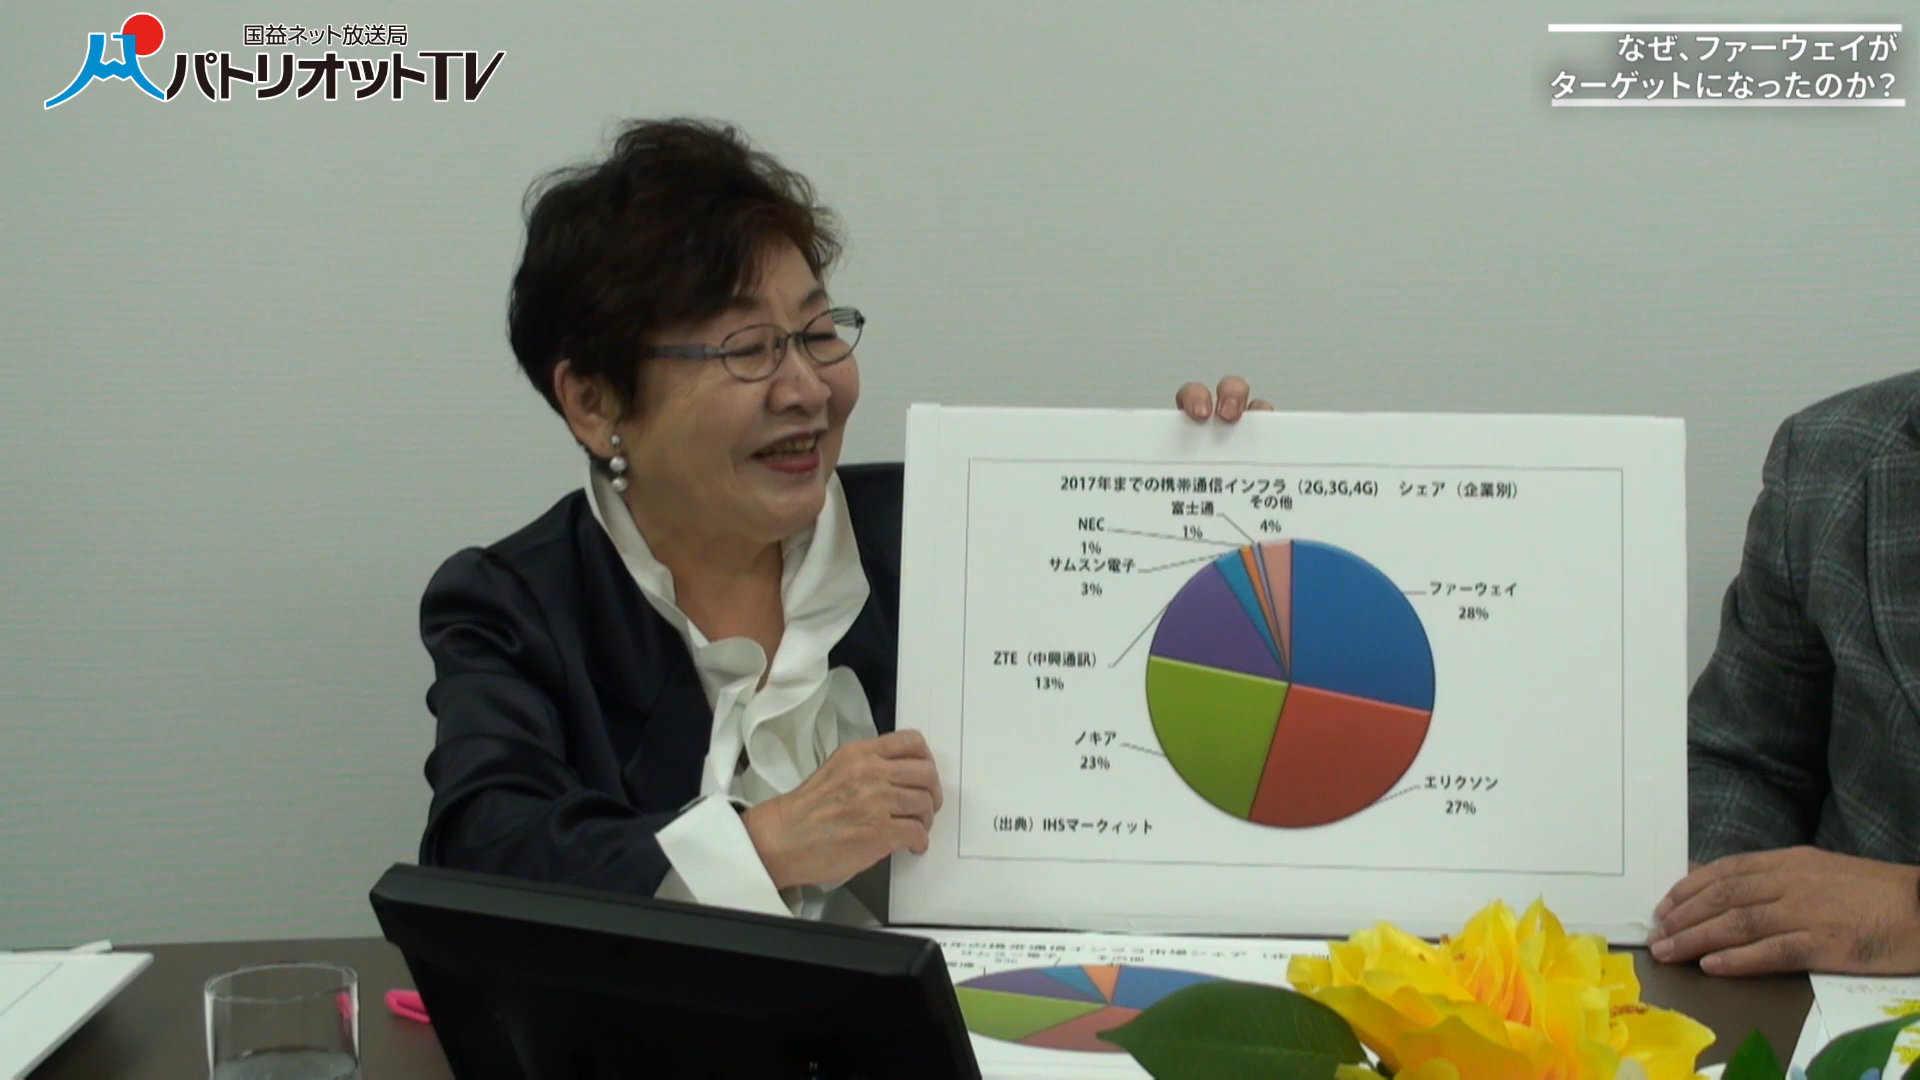 国益ネット放送局
パトリオットTV
なぜ、ファーウェイが
ターゲットになったのか?
2017年までの携帯通信インフラ(2G,3G,4G) シェア(企業別)
その他
4%
富士通
1%
NEC
1%
サムスン電子
3%
ファーウェイ
28%
ZTE(中興通訊)
13%
ノキア
23%
エリクソン
27%
(出典)IHSマークィット